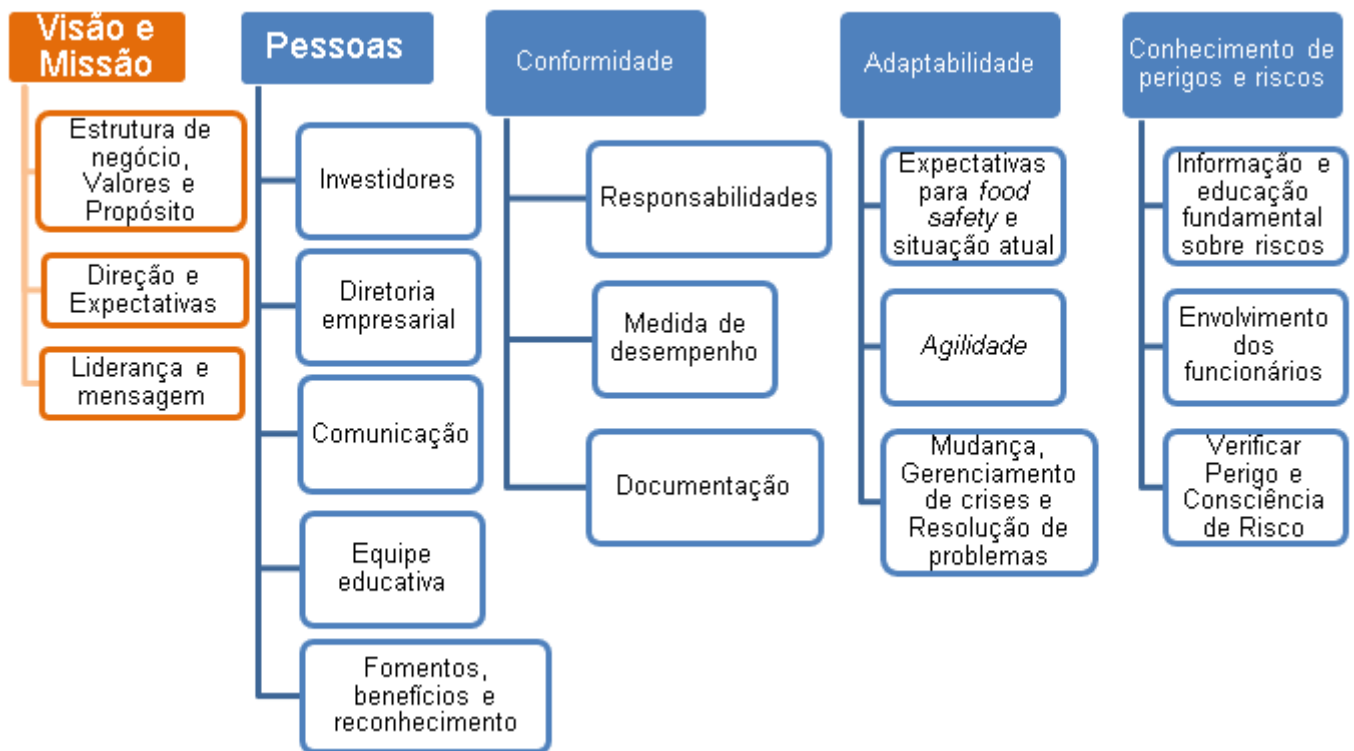 Visão e
Missão
Estrutura de
negócio,
Valores e
Propósito
Direção e
Expectativas
Liderança e
mensagem
Pessoas
Investidores
Diretoria
empresarial
Comunicação
Equipe
educativa
Fomentos,
benefícios e
reconhecimento
Conformidade
Responsabilidades
Medida de
desempenho
Documentação
Adaptabilidade
Expectativas
para food
safety e
situação atual
Agilidade
Mudança,
Gerenciamento
de crises e
Resolução de
problemas
Conhecimento de
perigos e riscos
Informação e
educação
fundamental
sobre riscos
Envolvimento
dos
funcionários
Verificar
Perigo e
Consciência
de Risco